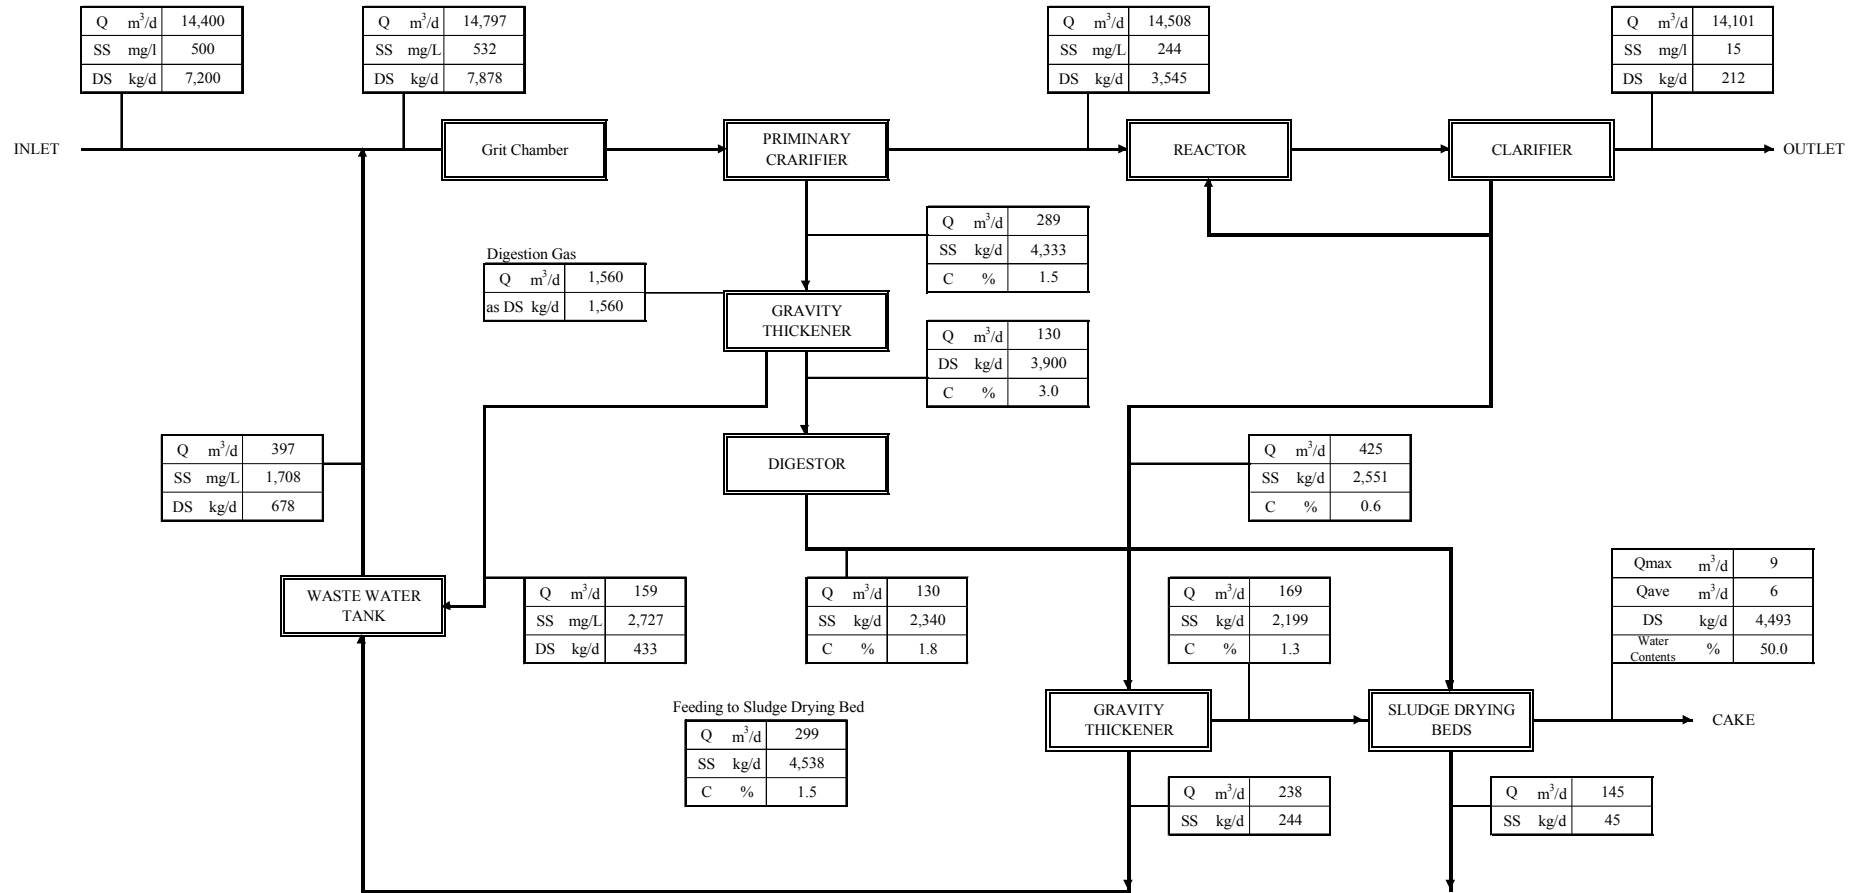 Q m³/d 14,400
SS mg/l 500
DS kg/d 7,200
Q m³/d 14,797
SS mg/L 532
DS kg/d 7,878
Q m³/d 14,508
SS mg/L 244
DS kg/d 3,545
Q m³/d 14,101
SS mg/l 15
DS kg/d 212
INLET
Grit Chamber
PRIMINARY
CRARIFIER
REACTOR
CLARIFIER
OUTLET
Q m³/d 289
SS kg/d 4,333
C % 1.5
Digestion Gas
Q m³/d 1,560
as DS kg/d 1,560
GRAVITY
THICKENER
Q m³/d 130
DS kg/d 3,900
C % 3.0
Q m³/d 397
SS mg/L 1,708
DS kg/d 678
DIGESTOR
Q m³/d 425
SS kg/d 2,551
C % 0.6
WASTE WATER
TANK
Q m³/d 159
SS mg/L 2,727
DS kg/d 433
Q m³/d 130
SS kg/d 2,340
C % 1.8
Q m³/d 169
SS kg/d 2,199
C % 1.3
Qmax m³/d 9
Qave m³/d 6
DS kg/d 4,493
Water
Contents % 50.0
Feeding to Sludge Drying Bed
Q m³/d 299
SS kg/d 4,538
C % 1.5
GRAVITY
THICKENER
SLUDGE DRYING
BEDS
CAKE
Q m³/d 238
SS kg/d 244
Q m³/d 145
SS kg/d 45